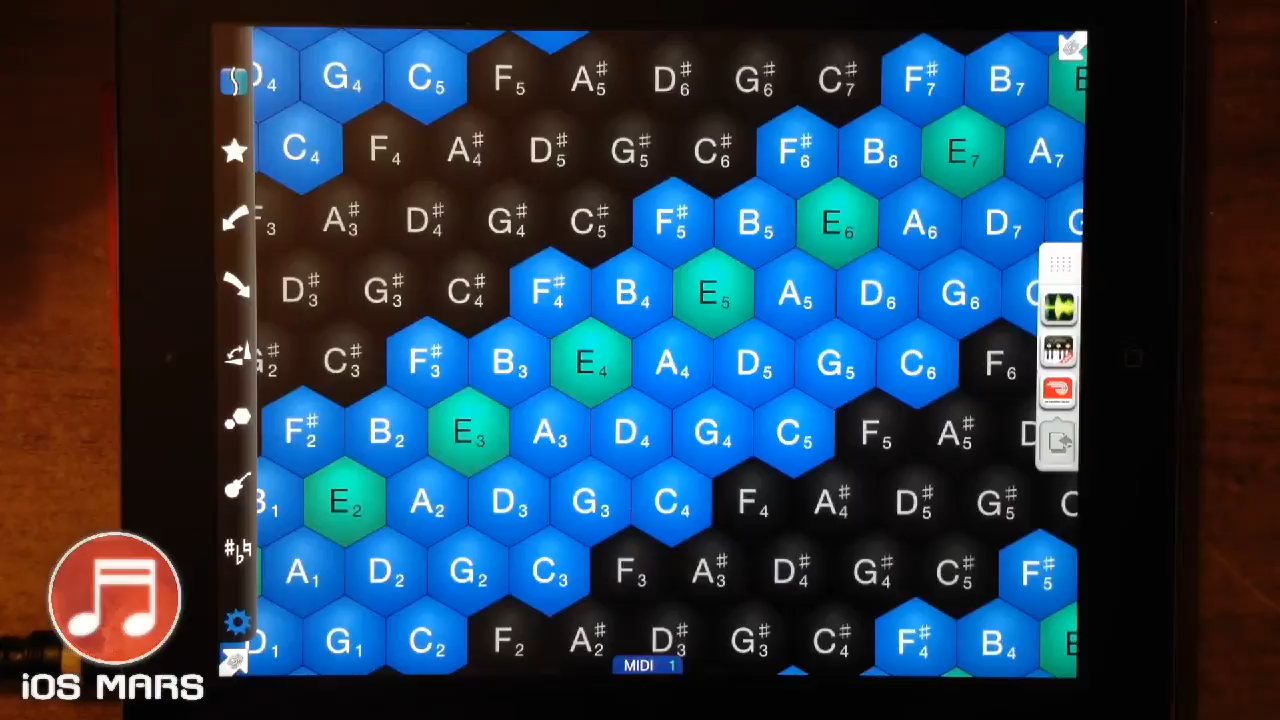 D4 G4 C5 F5 A♯5 D♯6 G♯6 C♯7 F♯7 B7 E
C4 F4 A♯4 D♯5 G♯5 C♯6 F♯6 B6 E7 A7
F3 A♯3 D♯4 G♯4 C♯5 F♯5 B5 E6 A6 D7 G
D♯3 G♯3 C♯4 F♯4 B4 E5 A5 D6 G6 C
G♯2 C♯3 F♯3 B3 E4 A4 D5 G5 C6 F6
F♯2 B2 E3 A3 D4 G4 C5 F5 A♯5 D
B1 E2 A2 D3 G3 C4 F4 A♯4 D♯5 G♯5 C
♯♭♮
A1 D2 G2 C3 F3 A♯3 D♯4 G♯4 C♯5 F♯5
D1 G1 C2 F2 A♯2 D♯3 G♯3 C♯4 F♯4 B4 E
MIDI 1
iOS MARS